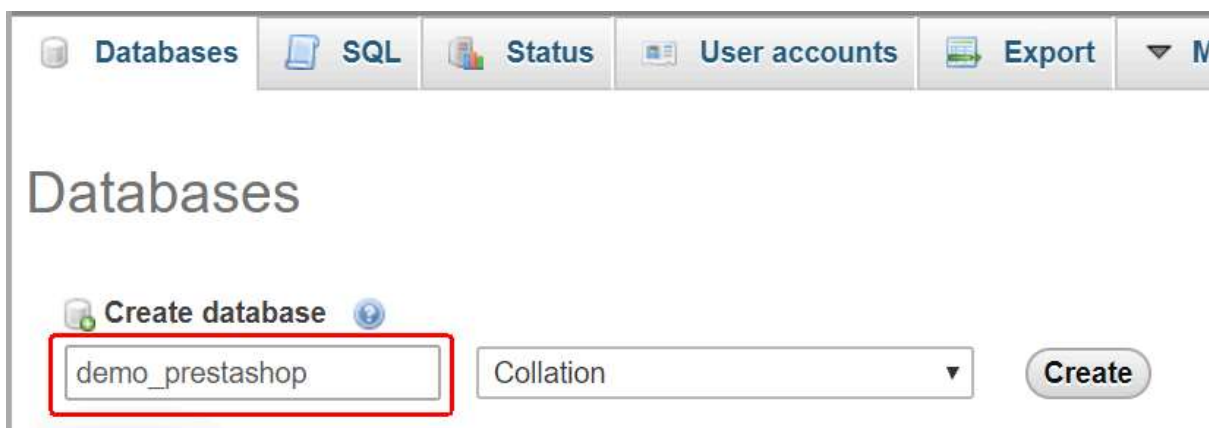 Databases SQL Status User accounts Export
Databases
Create database
demo_prestashop Collation Create